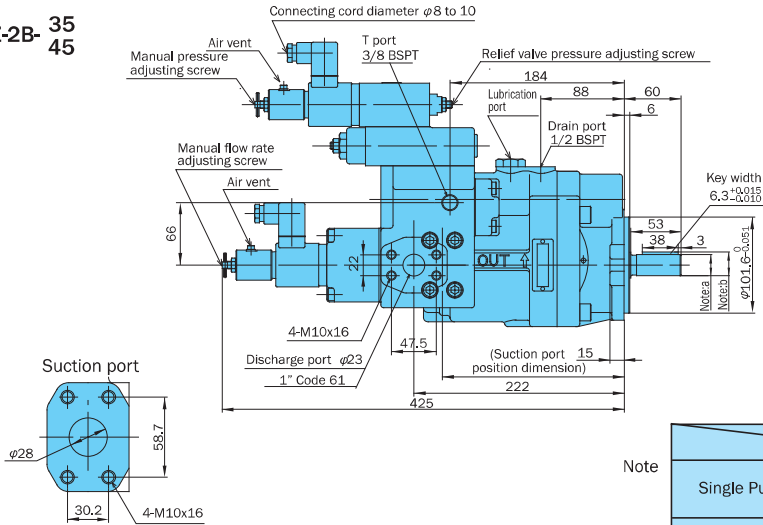 -2B- 35
45
Connecting cord diameter φ8 to 10
Air vent
Manual pressure
adjusting screw
T port
3/8 BSPT
Relief valve pressure adjusting screw
184
88
60
6
Lubrication
port
Drain port
1/2 BSPT
Manual flow rate
adjusting screw
Air vent
Key width
6.3 +0.015
-0.010
53
38
3
66
22
OUT
Note:a
Note:b
φ101.6 0
-0.051
4-M10x16
47.5
Discharge port φ23
1" Code 61
(Suction port
position dimension)
15
222
425
Suction port
φ28
58.7
30.2
4-M10x16
Note
Single Pu